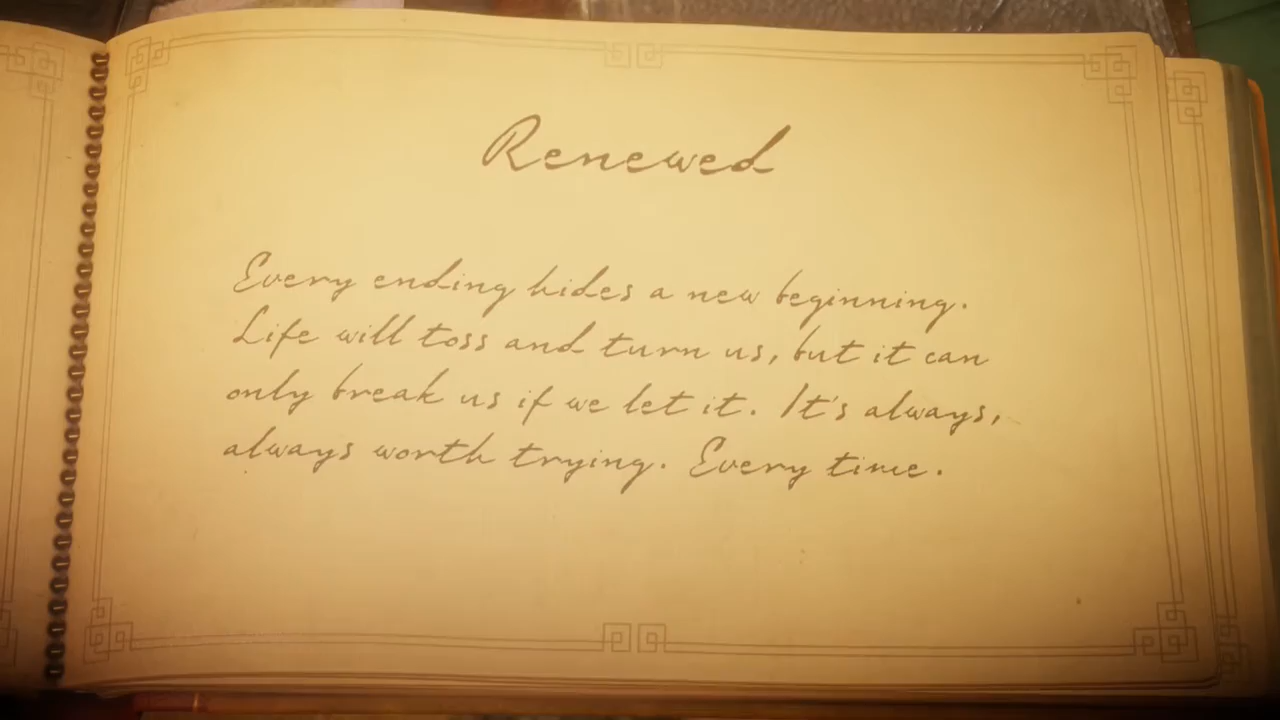 Renewed
Every ending hides a new beginning.
Life will toss and turn us, but it can
only break us if we let it. It's always,
always worth trying. Every time.